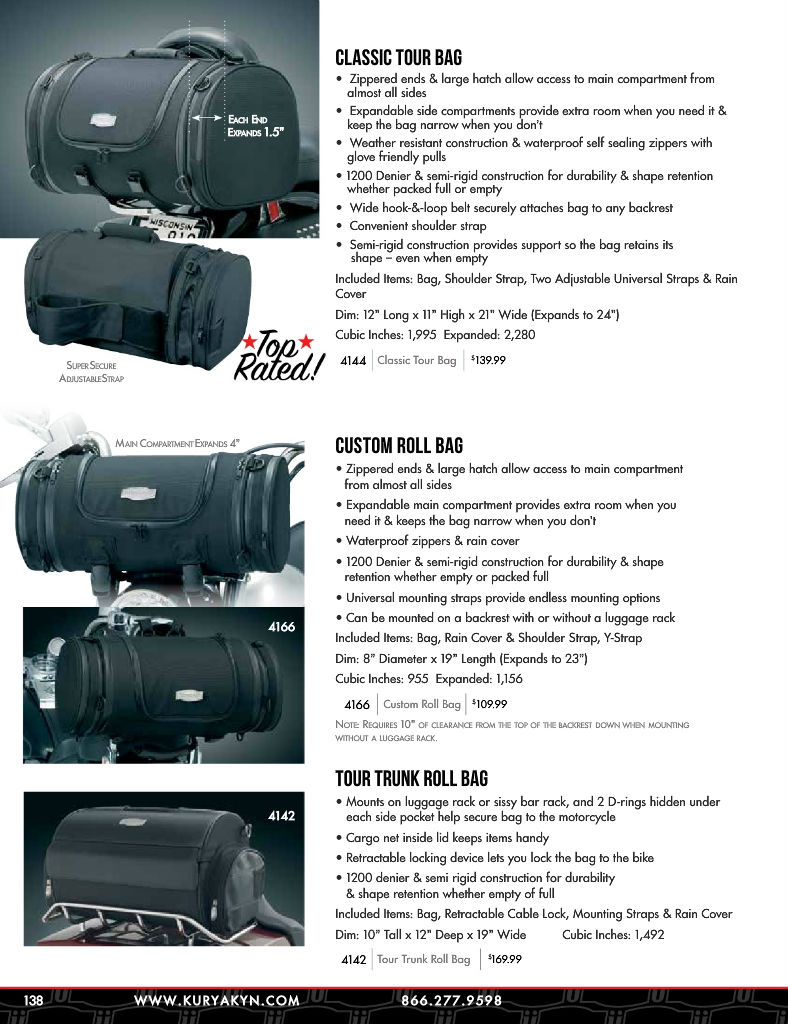 CLASSIC TOUR BAG
• Zippered ends & large hatch allow access to main compartment from
almost all sides
• Expandable side compartments provide extra room when you need it &
keep the bag narrow when you don't
• Weather resistant construction & waterproof self sealing zippers with
glove friendly pulls
• 1200 Denier & semi-rigid construction for durability & shape retention
whether packed full or empty
• Wide hook-&-loop belt securely attaches bag to any backrest
• Convenient shoulder strap
• Semi-rigid construction provides support so the bag retains its
shape – even when empty
Included Items: Bag, Shoulder Strap, Two Adjustable Universal Straps & Rain
Cover
Dim: 12" Long x 11" High x 21" Wide (Expands to 24")
Cubic Inches: 1,995 Expanded: 2,280
4144 Classic Tour Bag $139.99
EACH END
EXPANDS 1.5"
WISCONSIN
SUPER SECURE
ADJUSTABLE STRAP
Top
Rated!
MAIN COMPARTMENT EXPANDS 4"
CUSTOM ROLL BAG
• Zippered ends & large hatch allow access to main compartment
from almost all sides
• Expandable main compartment provides extra room when you
need it & keeps the bag narrow when you don't
• Waterproof zippers & rain cover
• 1200 Denier & semi-rigid construction for durability & shape
retention whether empty or packed full
• Universal mounting straps provide endless mounting options
• Can be mounted on a backrest with or without a luggage rack
Included Items: Bag, Rain Cover & Shoulder Strap, Y-Strap
Dim: 8" Diameter x 19" Length (Expands to 23")
Cubic Inches: 955 Expanded: 1,156
4166 Custom Roll Bag $109.99
NOTE: REQUIRES 10" OF CLEARANCE FROM THE TOP OF THE BACKREST DOWN WHEN MOUNTING
WITHOUT A LUGGAGE RACK.
4166
TOUR TRUNK ROLL BAG
• Mounts on luggage rack or sissy bar rack, and 2 D-rings hidden under
each side pocket help secure bag to the motorcycle
• Cargo net inside lid keeps items handy
• Retractable locking device lets you lock the bag to the bike
• 1200 denier & semi rigid construction for durability
& shape retention whether empty of full
Included Items: Bag, Retractable Cable Lock, Mounting Straps & Rain Cover
Dim: 10" Tall x 12" Deep x 19" Wide Cubic Inches: 1,492
4142 Tour Trunk Roll Bag $169.99
4142
138 WWW.KURYAKYN.COM 866.277.9598